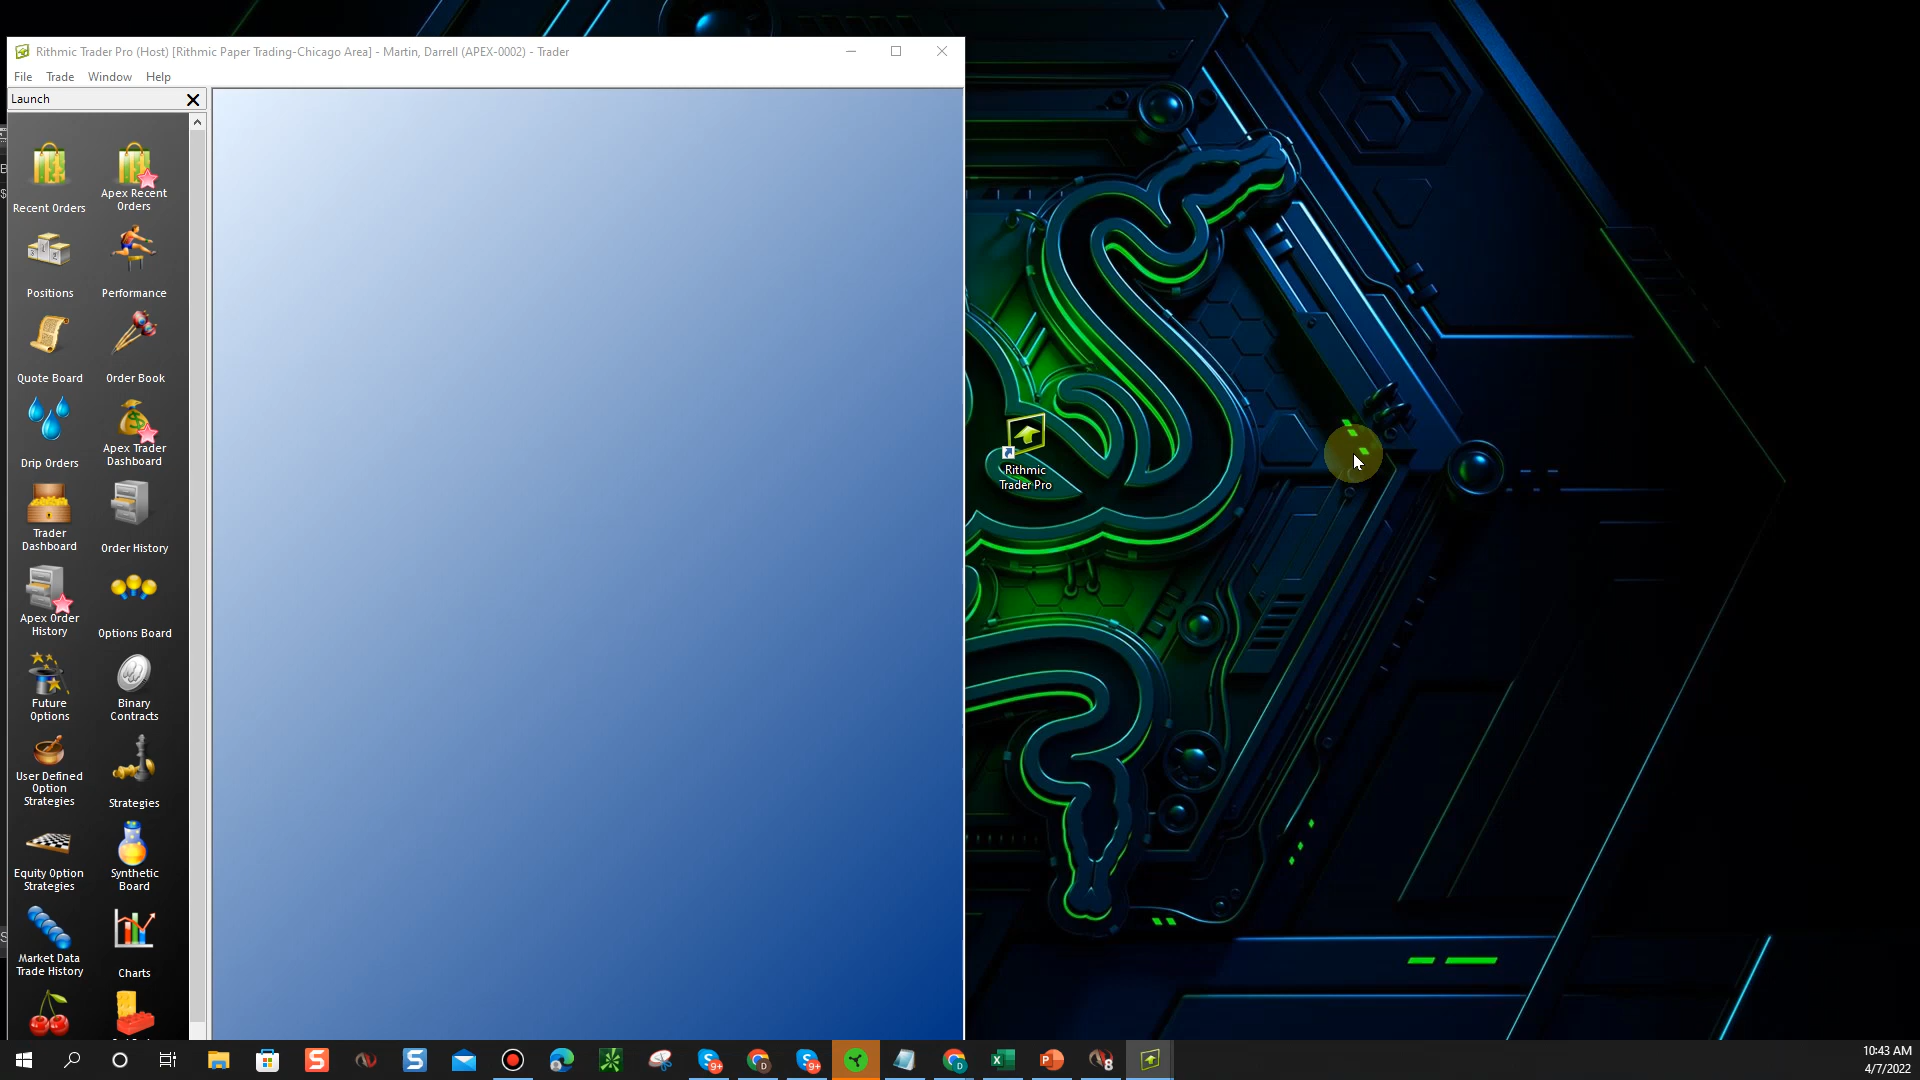 Rithmic Trader Pro (Host) [Rithmic Paper Trading-Chicago Area] - Martin, Darrell (APEX-0002) - Trader
File Trade Window Help
Launch
Recent Orders
Apex Recent
Orders
Positions
Performance
Quote Board
Order Book
Drip Orders
Apex Trader
Dashboard
Trader
Dashboard
Order History
Apex Order
History
Options Board
Future
Options
Binary
Contracts
User Defined
Option
Strategies
Strategies
Equity Option
Strategies
Synthetic
Board
Market Data
Trade History
Charts
Rithmic
Trader Pro
10:43 AM
4/7/2022